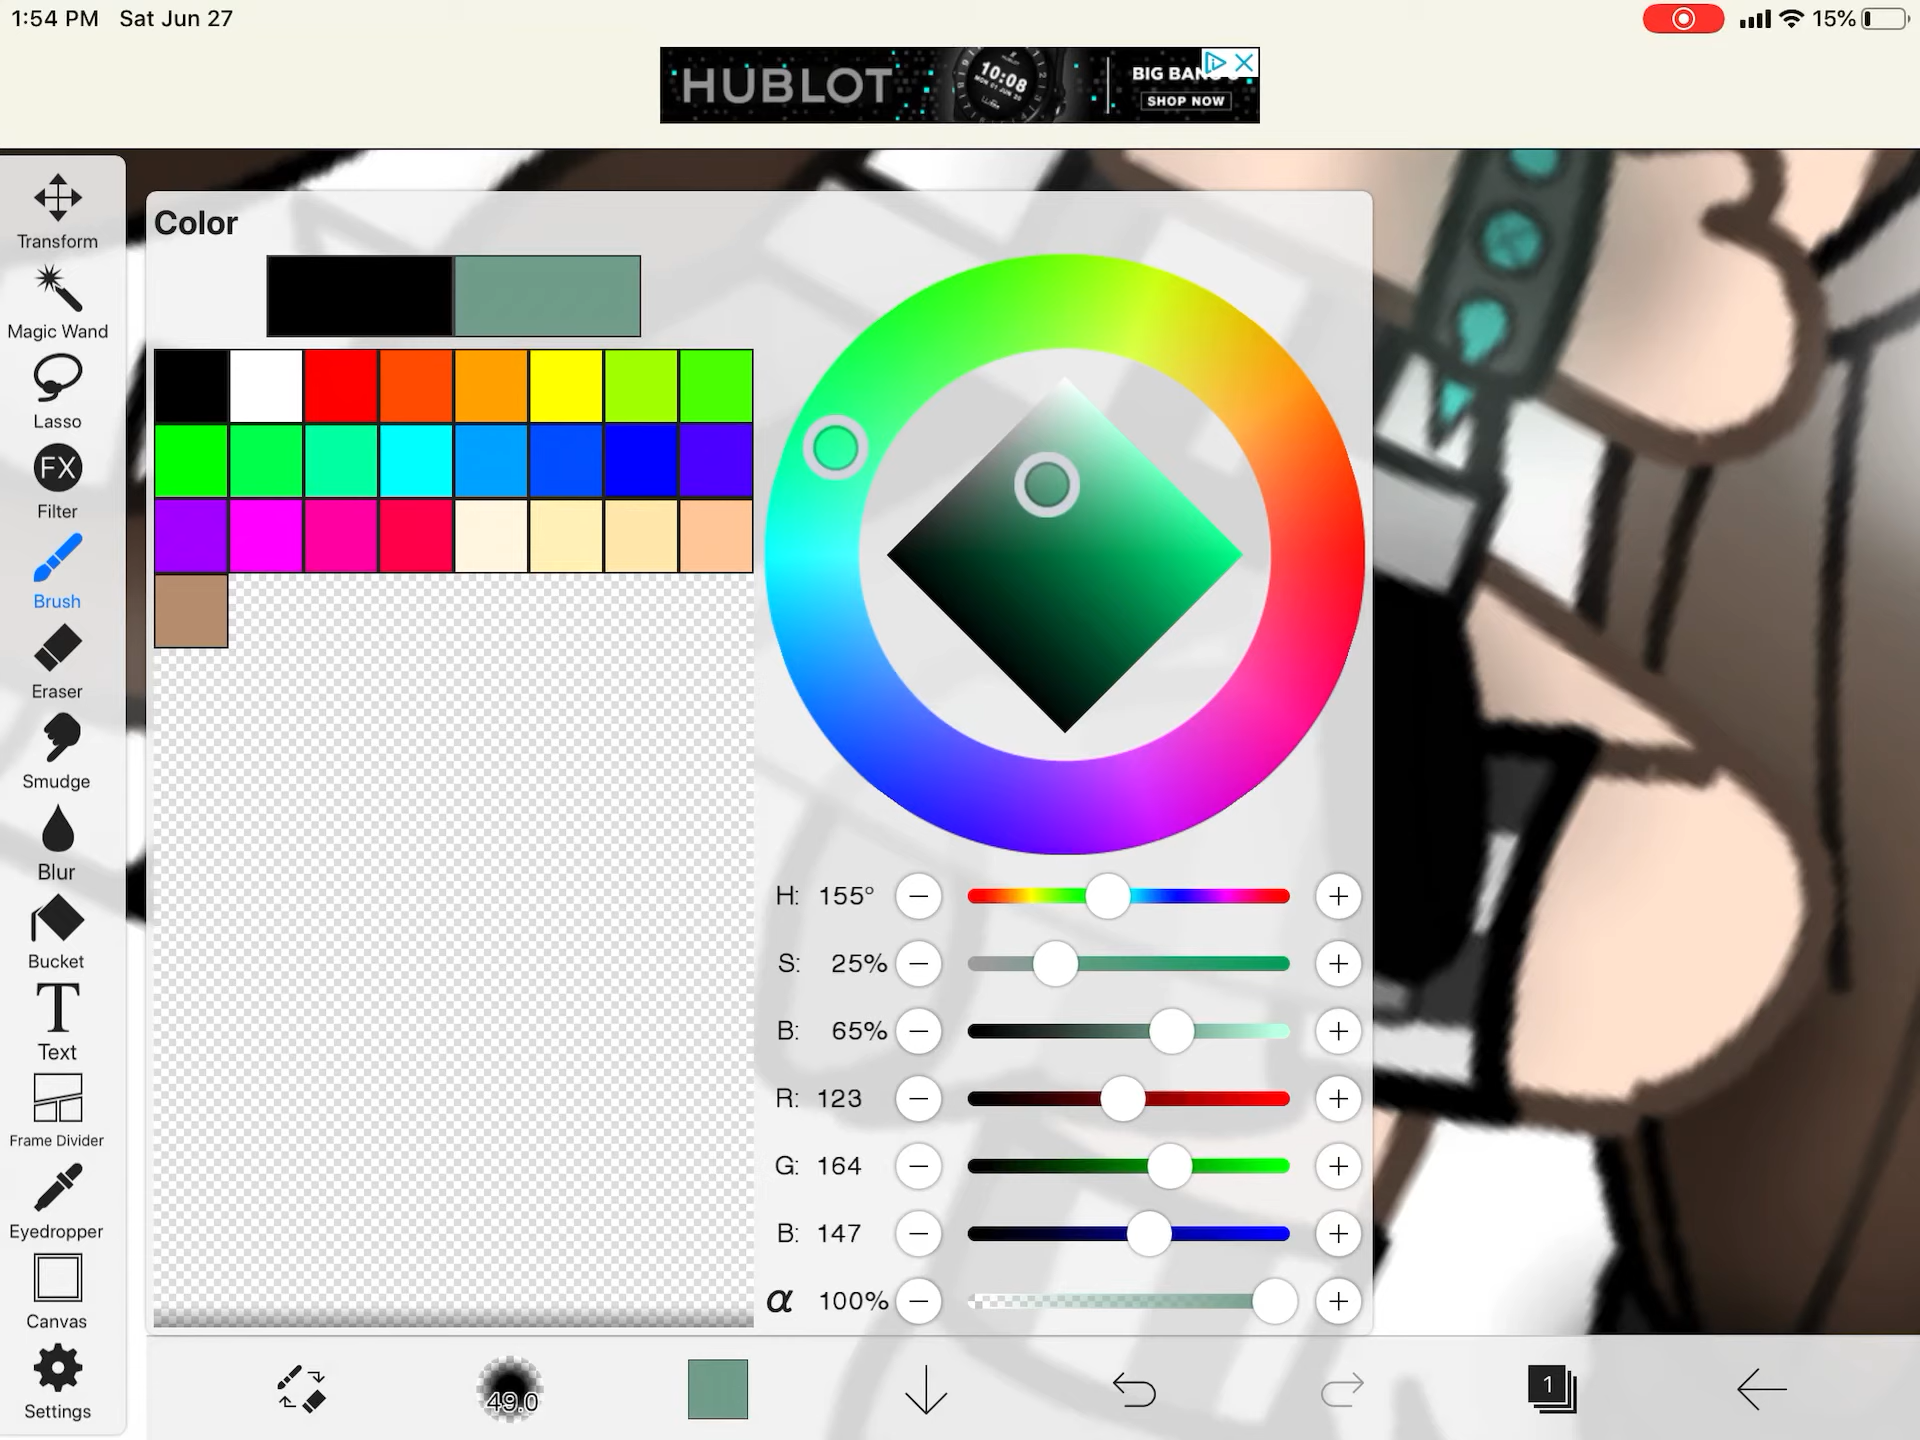 1:54 PM Sat Jun 27
15%
HUBLOT
10:08
BIG BANG
SHOP NOW
Transform
Magic Wand
Lasso
FX
Filter
Brush
Eraser
Smudge
Blur
Bucket
T
Text
Frame Divider
Eyedropper
Canvas
Settings
Color
H: 155°
S: 25%
B: 65%
R: 123
G: 164
B: 147
α 100%
49.0
1